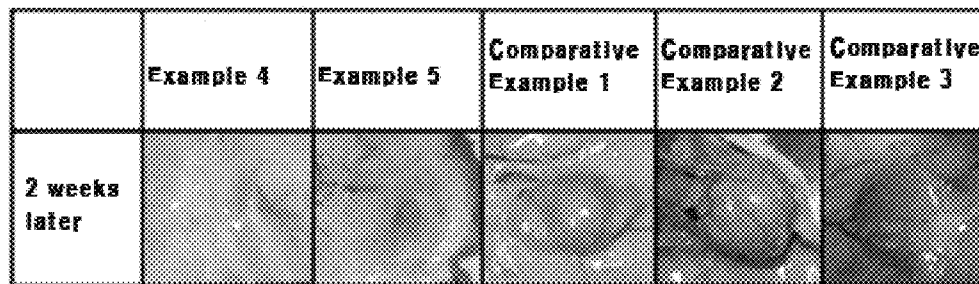 Example 4
Example 5
Comparative
Example 1
Comparative
Example 2
Comparative
Example 3
2 weeks
later